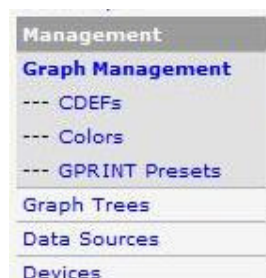 Management
Graph Management
--- CDEFs
--- Colors
--- GPRINT Presets
Graph Trees
Data Sources
Devices